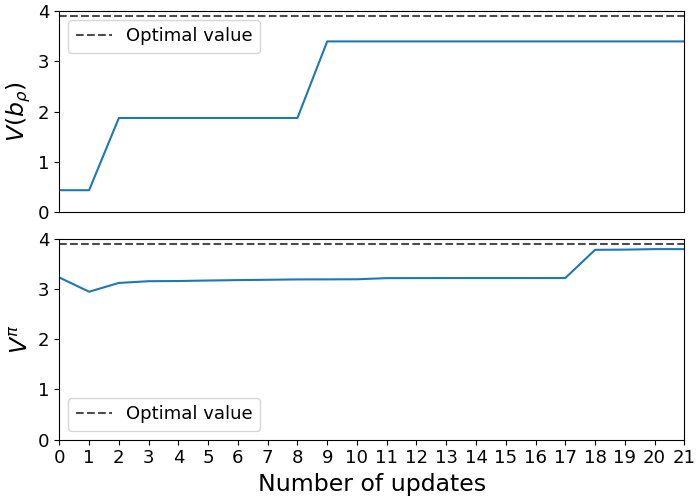 4
3
2
1
0
V(bρ)
Optimal value
4
3
2
1
0
Vπ
Optimal value
0 1 2 3 4 5 6 7 8 9 10 11 12 13 14 15 16 17 18 19 20 21
Number of updates